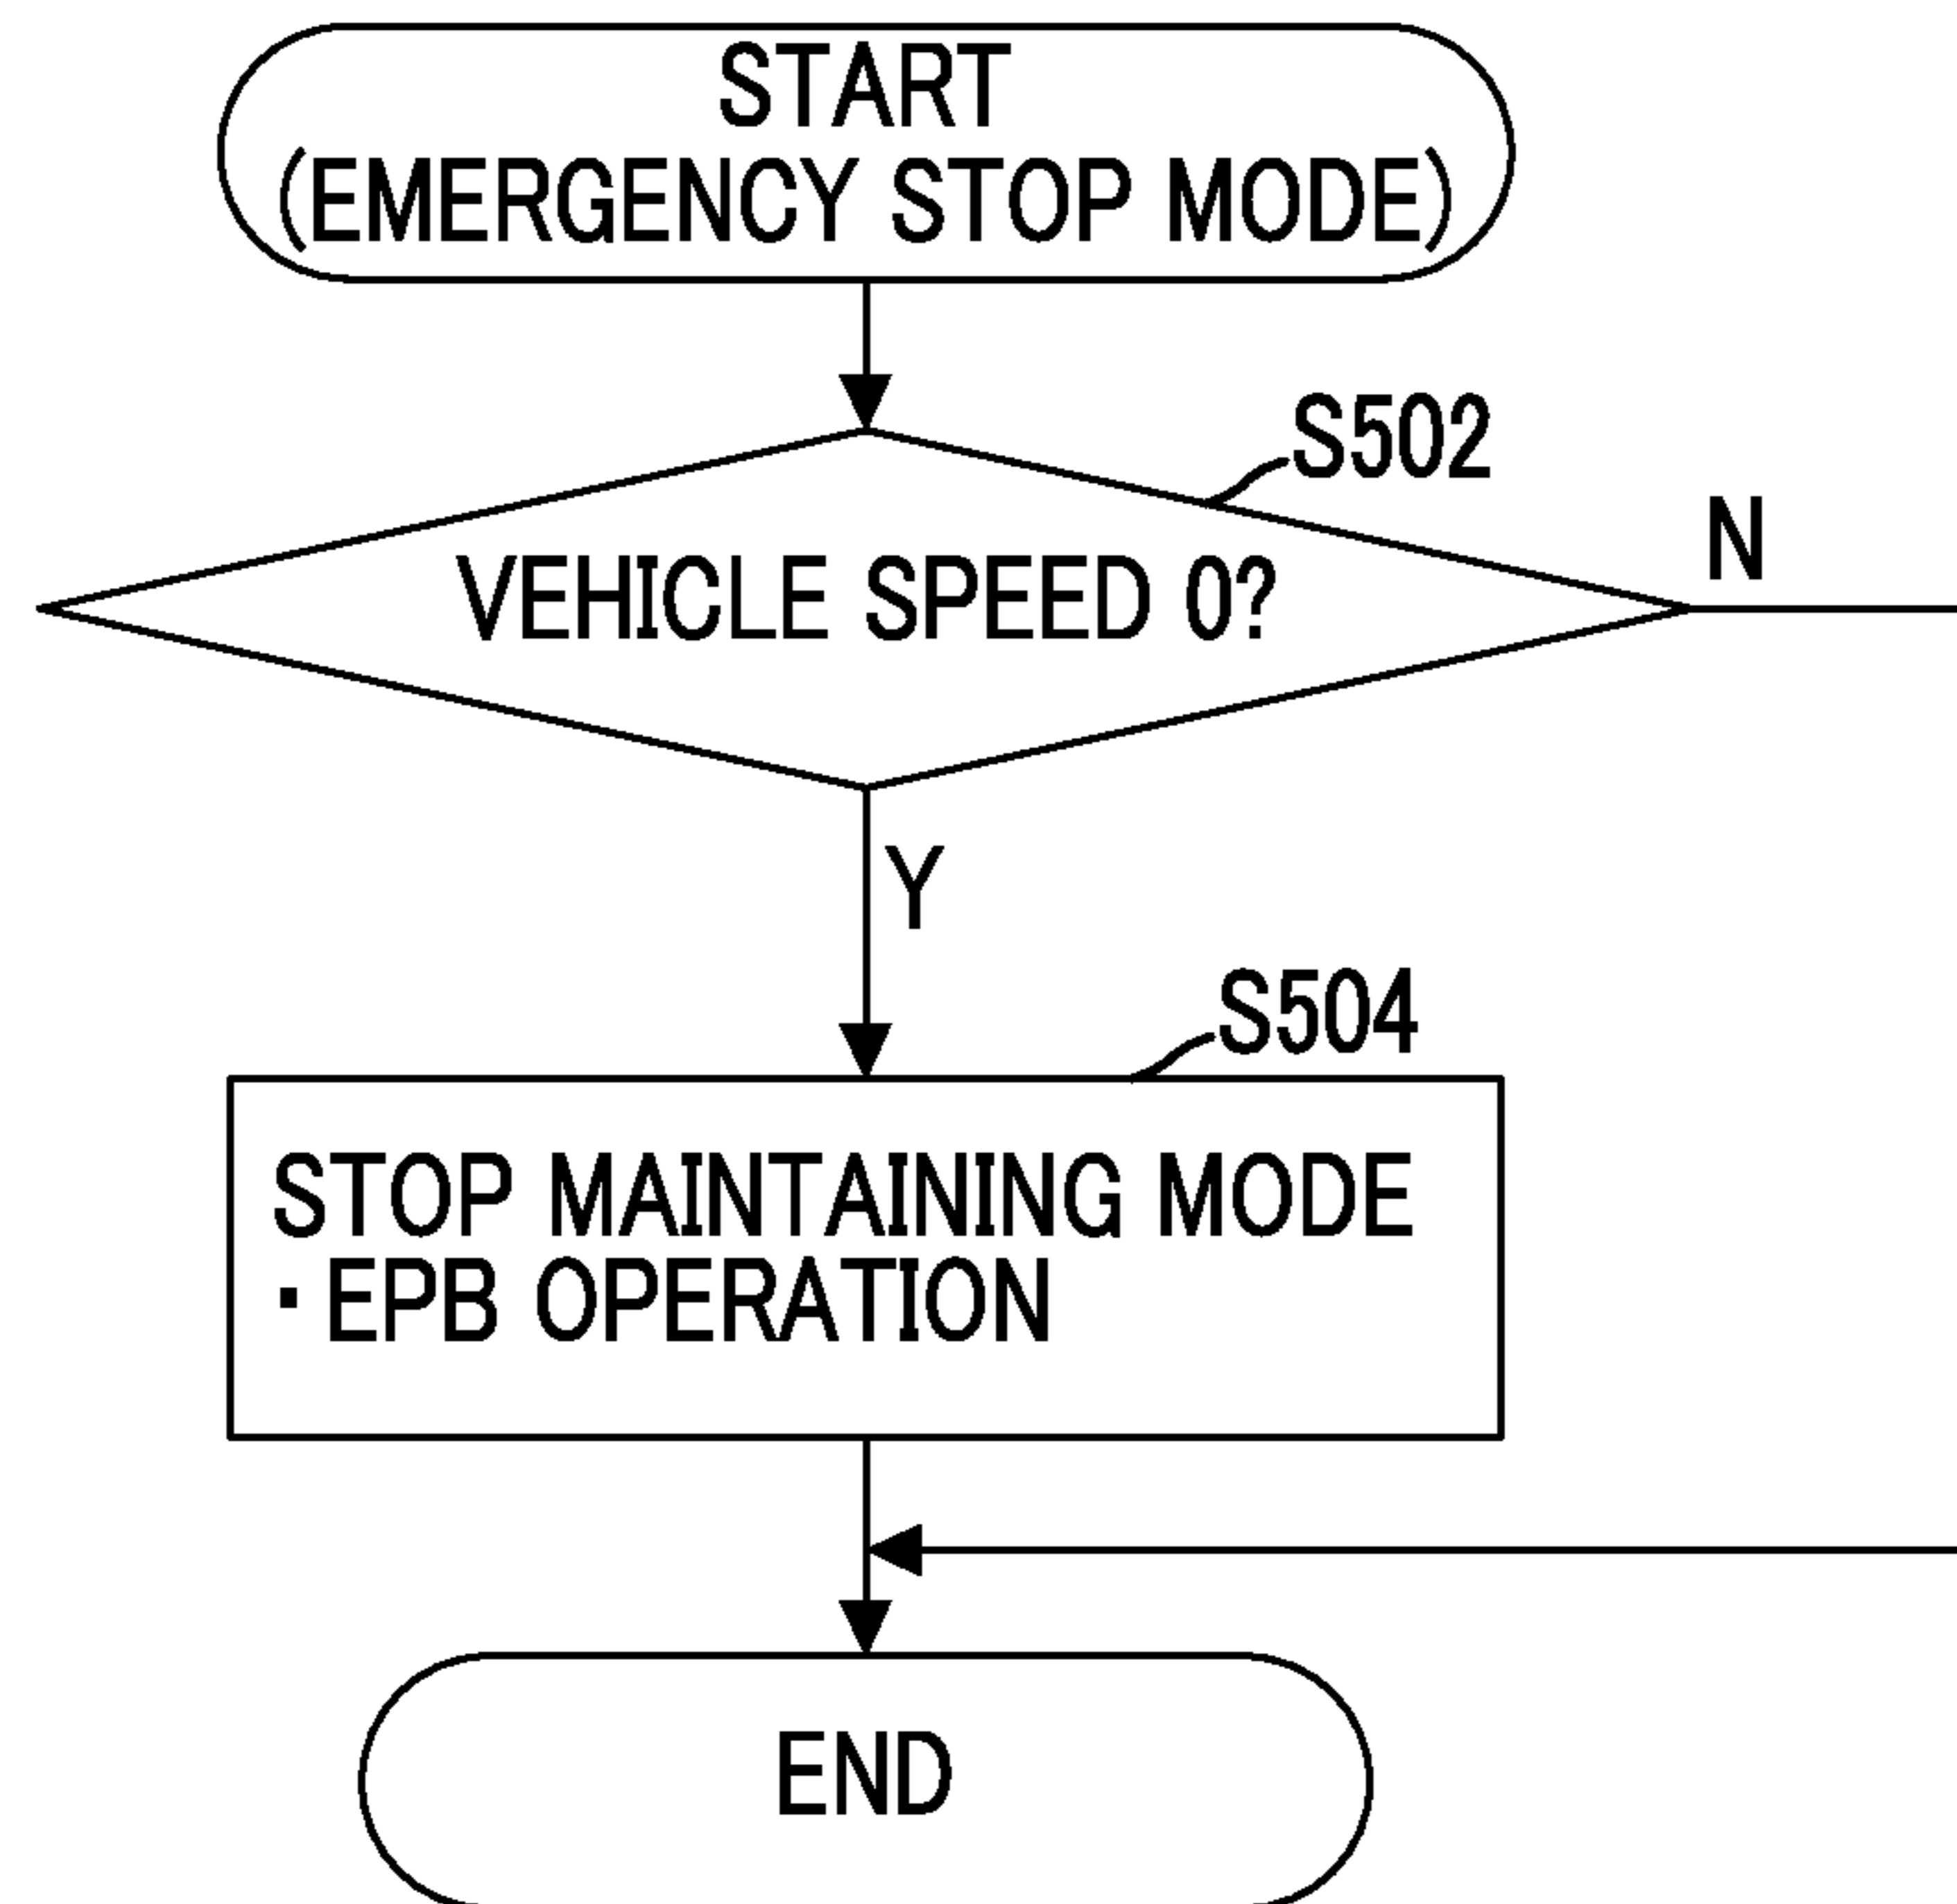 START
(EMERGENCY STOP MODE)
S502
N
VEHICLE SPEED 0?
Y
S504
STOP MAINTAINING MODE
▪ EPB OPERATION
END